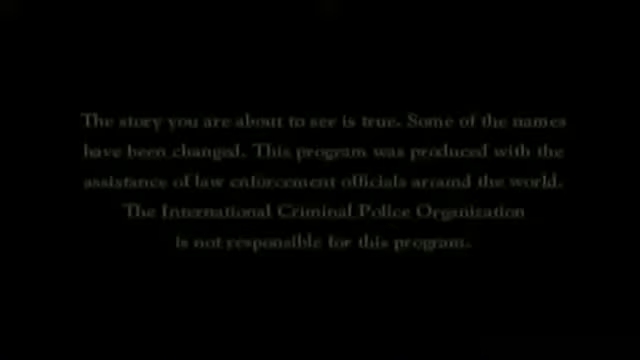 The story you are about to see is true. Some of the names
have been changed. This program was produced with the
assistance of law enforcement officials around the world.
The International Criminal Police Organization
is not responsible for this program.